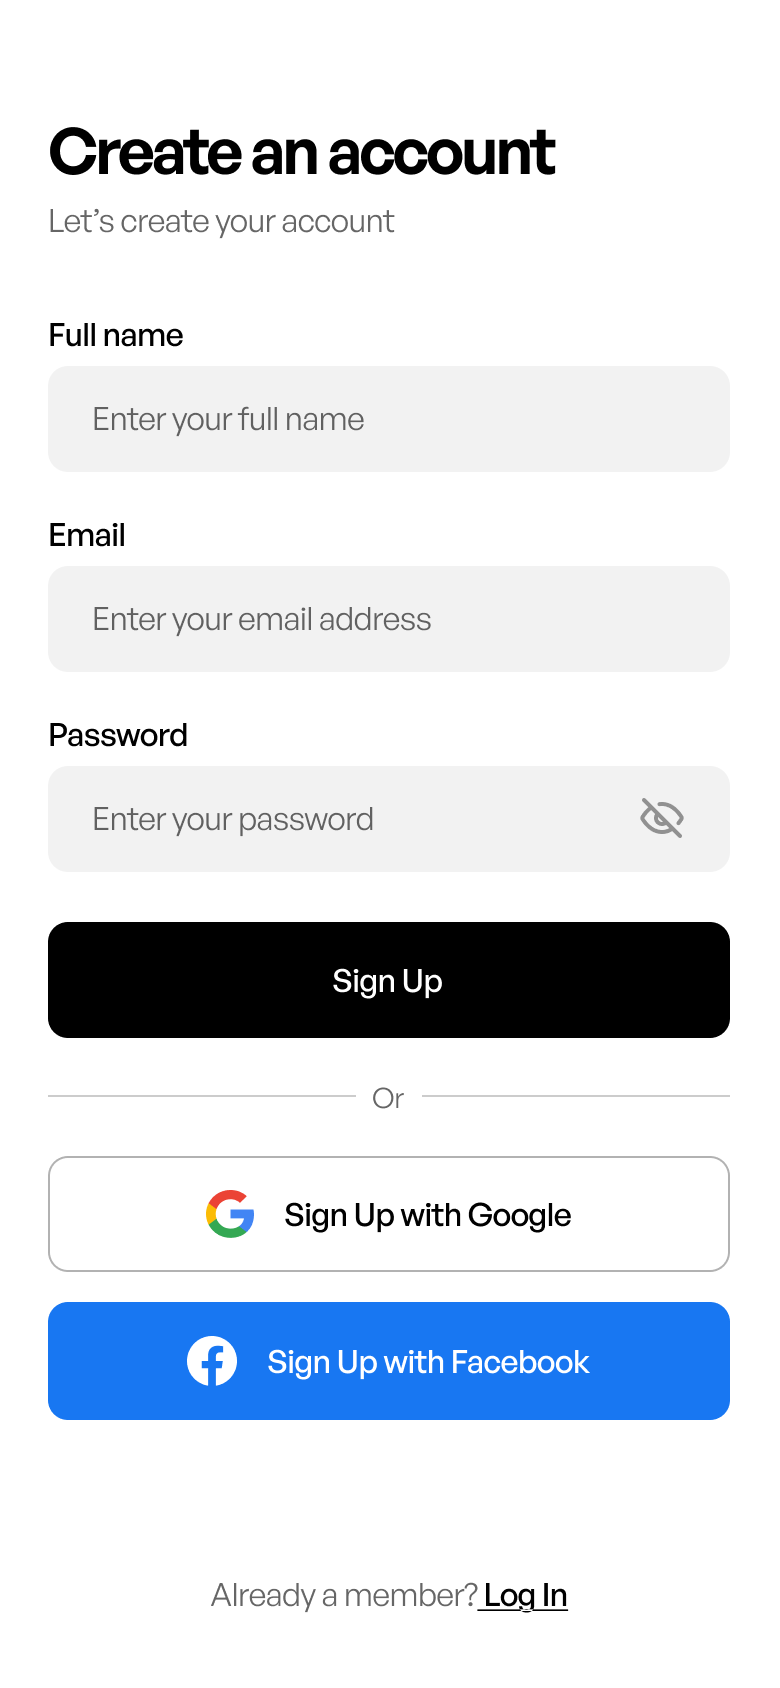 Create an account
Let’s create your account
Full name
Enter your full name
Email
Enter your email address
Password
Enter your password
Sign Up
Or
Sign Up with Google
Sign Up with Facebook
Already a member? Log In